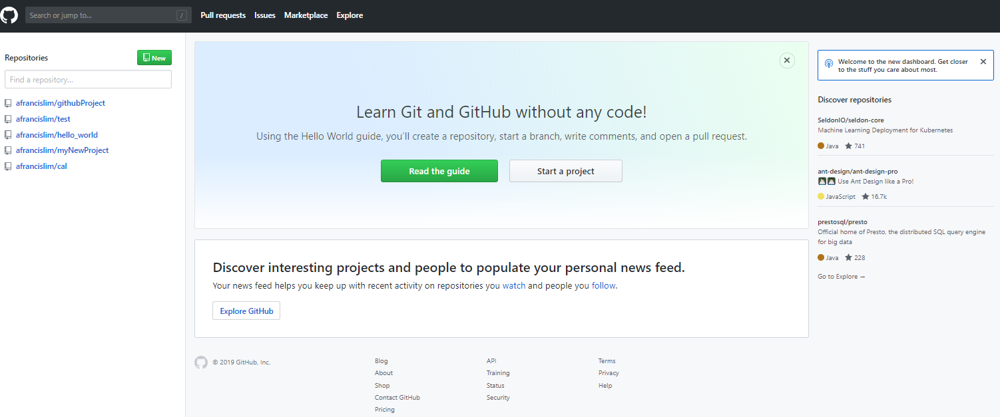 Search or jump to... /
Pull requests Issues Marketplace Explore
Repositories
New
Find a repository...
afrancislim/githubProject
afrancislim/test
afrancislim/hello_world
afrancislim/myNewProject
afrancislim/cal
Learn Git and GitHub without any code!
Using the Hello World guide, you’ll create a repository, start a branch, write comments, and open a pull request.
Read the guide
Start a project
Discover interesting projects and people to populate your personal news feed.
Your news feed helps you keep up with recent activity on repositories you watch and people you follow.
Explore GitHub
Welcome to the new dashboard. Get closer
to the stuff you care about most.
Discover repositories
SeldonIO/seldon-core
Machine Learning Deployment for Kubernetes
Java 741
ant-design/ant-design-pro
Use Ant Design like a Pro!
JavaScript 16.7k
prestosql/presto
Official home of Presto, the distributed SQL query engine
for big data
Java 228
Go to Explore →
© 2019 GitHub, Inc.
Blog
About
Shop
Contact GitHub
Pricing
API
Training
Status
Security
Terms
Privacy
Help